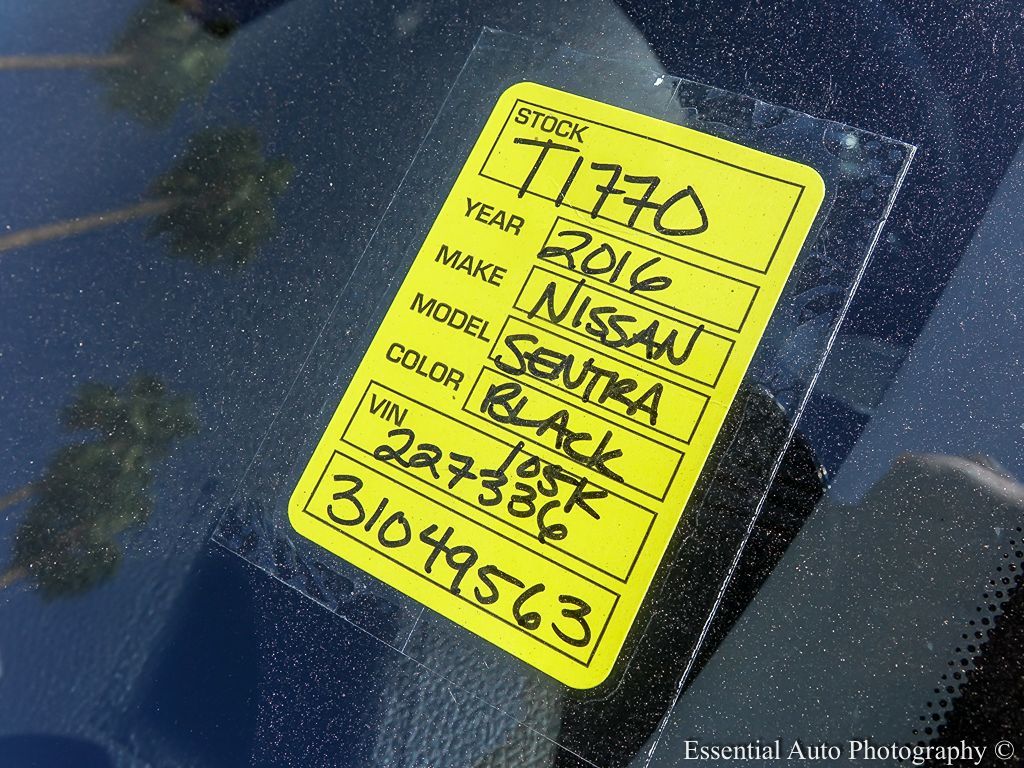 STOCK
T1770
YEAR 2016
MAKE NISSAN
MODEL SENTRA
COLOR BLACK
VIN 105K
227336
31049563
Essential Auto Photography ©